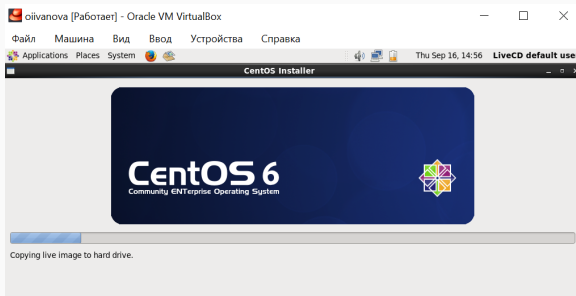 oiivanova [Работает] - Oracle VM VirtualBox
Файл Машина Вид Ввод Устройства Справка
Applications Places System Thu Sep 16, 14:56 LiveCD default use
CentOS Installer
CentOS 6
Community ENTerprise Operating System
Copying live image to hard drive.